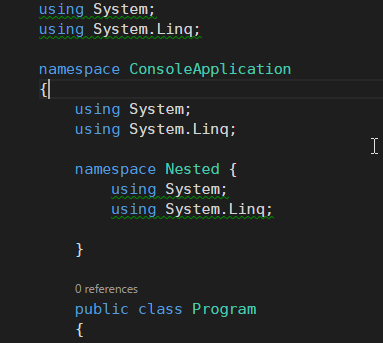 using System;
using System.Linq;
namespace ConsoleApplication
{
using System;
using System.Linq;
namespace Nested {
using System;
using System.Linq;
}
0 references
public class Program
{